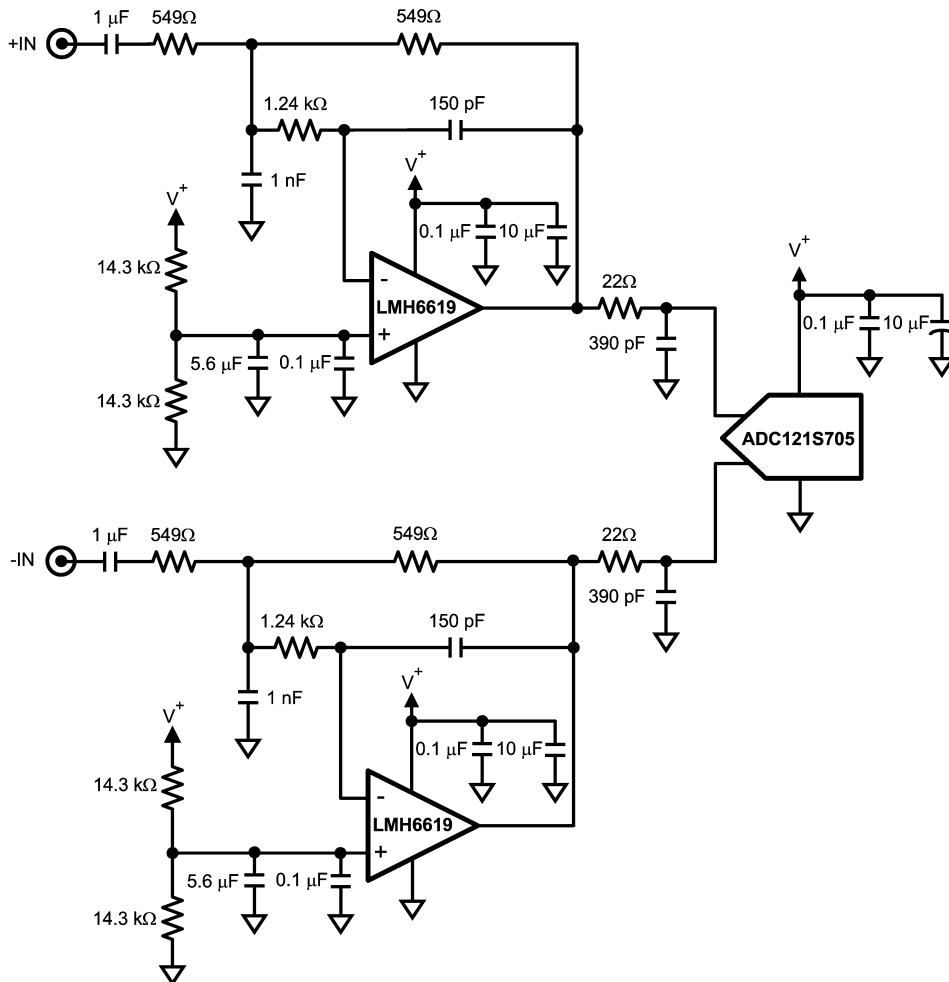 1 μF
549Ω
549Ω
+IN
1.24 kΩ
150 pF
1 nF
V+
V+
0.1 μF
10 μF
14.3 kΩ
-
LMH6619
+
22Ω
390 pF
5.6 μF
0.1 μF
14.3 kΩ
V+
0.1 μF
10 μF
ADC121S705
1 μF
549Ω
549Ω
22Ω
-IN
390 pF
1.24 kΩ
150 pF
1 nF
V+
V+
0.1 μF
10 μF
14.3 kΩ
-
LMH6619
+
5.6 μF
0.1 μF
14.3 kΩ